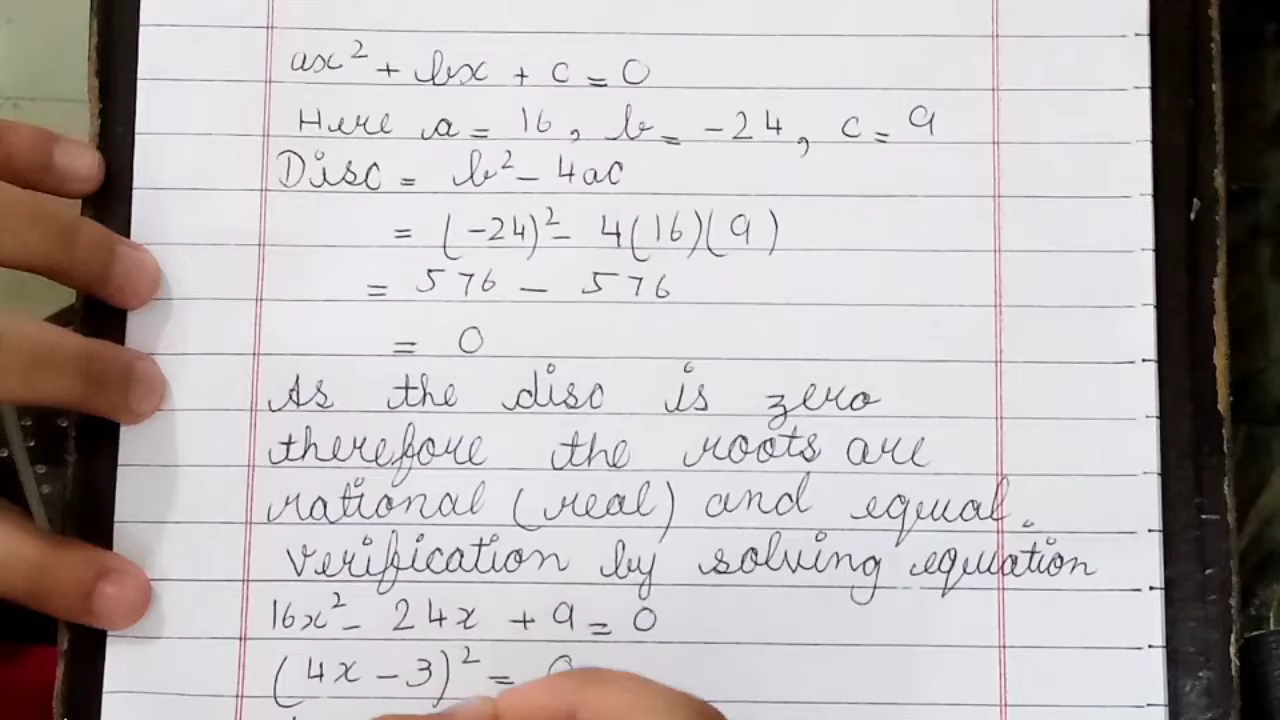 ax² + bx + c = 0
Here a = 16, b = -24, c = 9
Disc = b² - 4ac
= (-24)² - 4(16)(9)
= 576 - 576
= 0
As the disc is zero
therefore the roots are
rational (real) and equal.
verification by solving equation
16x² - 24x + 9 = 0
(4x - 3)² =